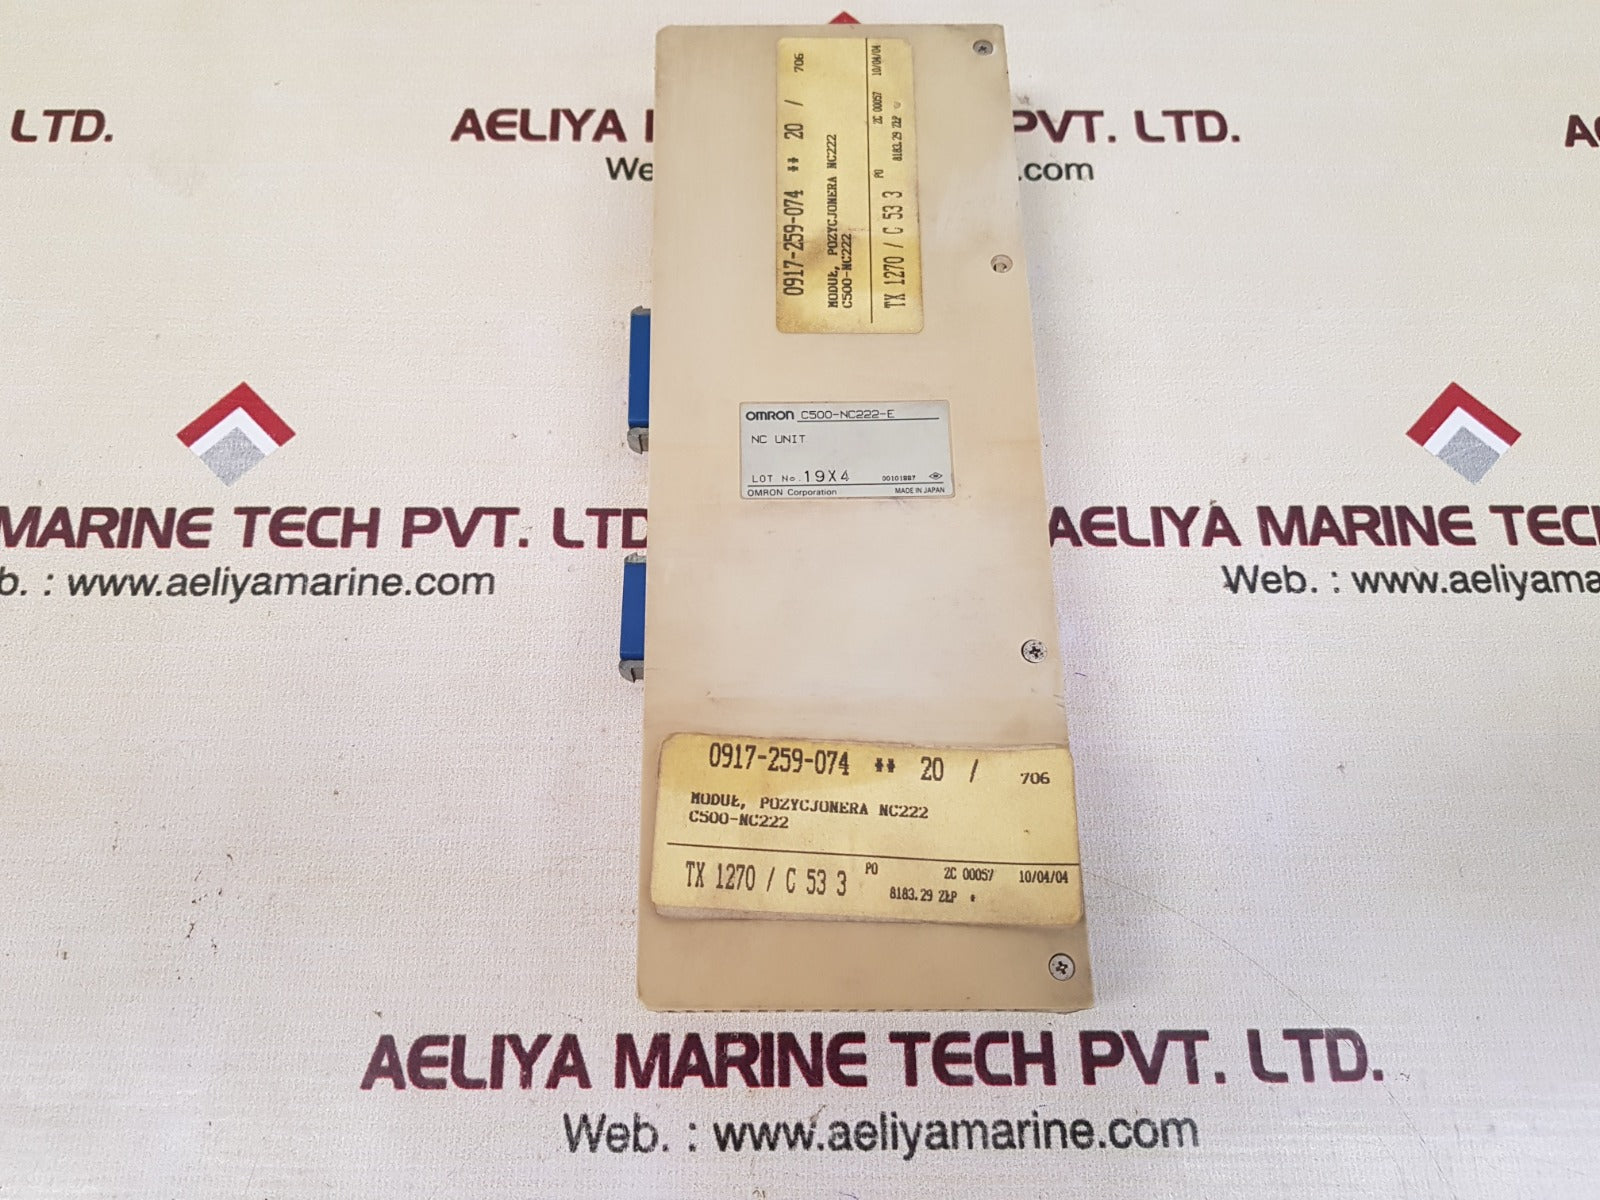 LTD.
AELIYA M
PVT. LTD.
A
We
.com
0917-259-074 ** 20 / 706
MODUŁ, POZYCJONERA NC222
C500-NC222
TX 1270 / C 53 3 PO 2C 00057 10/04/04
8183.29 ZŁP *
OMRON C500-NC222-E
NC UNIT
LOT No. 19X4
OMRON Corporation MADE IN JAPAN
MARINE TECH PVT. LTD
b. : www.aeliyamarine.com
AELIYA MARINE TEC
Web. : www.aeliyama
0917-259-074 ** 20 / 706
MODUŁ, POZYCJONERA NC222
C500-NC222
TX 1270 / C 53 3 PO 2C 00057 10/04/04
8183.29 ZŁP *
AELIYA MARINE TECH PVT. LTD.
Web. : www.aeliyamarine.com